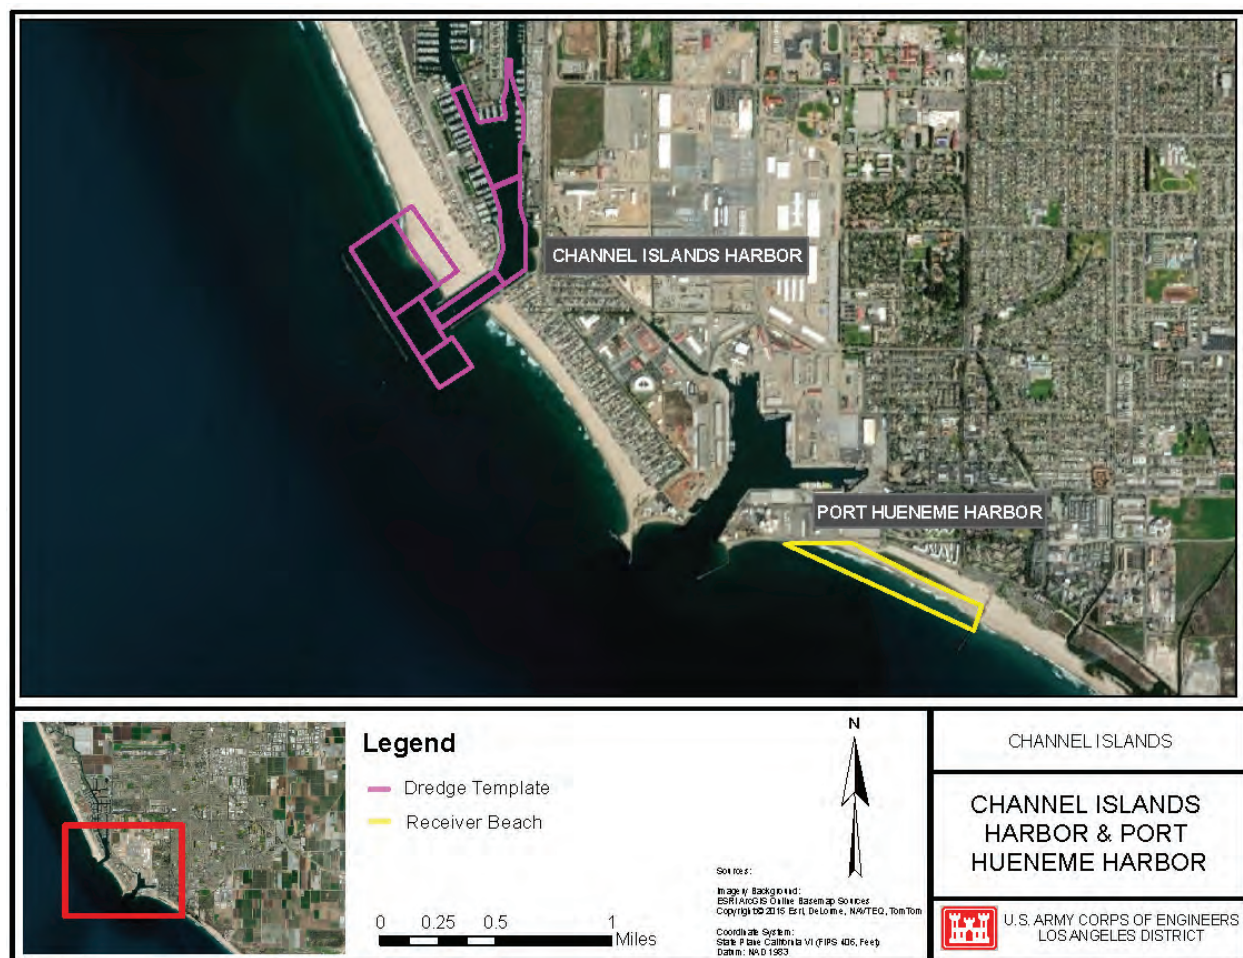 CHANNEL ISLANDS HARBOR
PORT HUENEME HARBOR
Legend
Dredge Template
Receiver Beach
0 0.25 0.5 1
Miles
N
Sources:
Imagery Background:
ESRI ArcGIS Online Basemap Sources
Copyright:© 2015 Esri, DeLorme, NAVTEQ, TomTom
Coordinate System:
State Plane California VI (FIPS 406, Feet)
Datum: NAD 1983
CHANNEL ISLANDS
CHANNEL ISLANDS
HARBOR & PORT
HUENEME HARBOR
U.S. ARMY CORPS OF ENGINEERS
LOS ANGELES DISTRICT